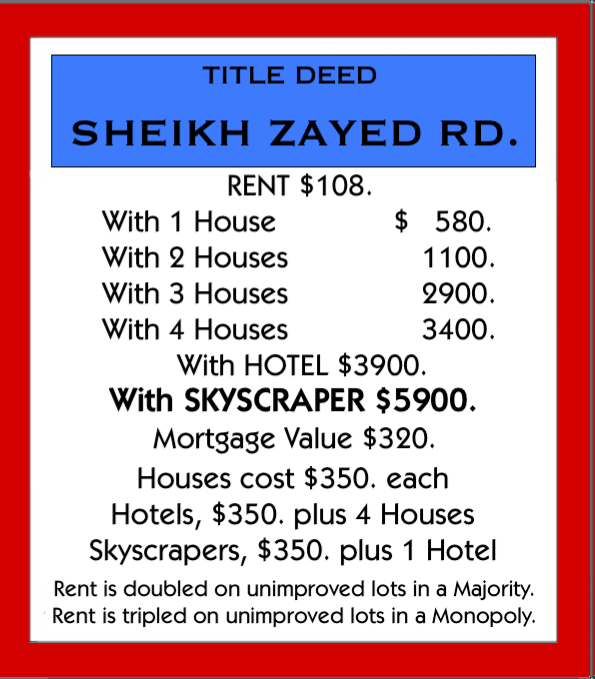 TITLE DEED
SHEIKH ZAYED RD.
RENT $108.
With 1 House $ 580.
With 2 Houses 1100.
With 3 Houses 2900.
With 4 Houses 3400.
With HOTEL $3900.
With SKYSCRAPER $5900.
Mortgage Value $320.
Houses cost $350. each
Hotels, $350. plus 4 Houses
Skyscrapers, $350. plus 1 Hotel
Rent is doubled on unimproved lots in a Majority.
Rent is tripled on unimproved lots in a Monopoly.